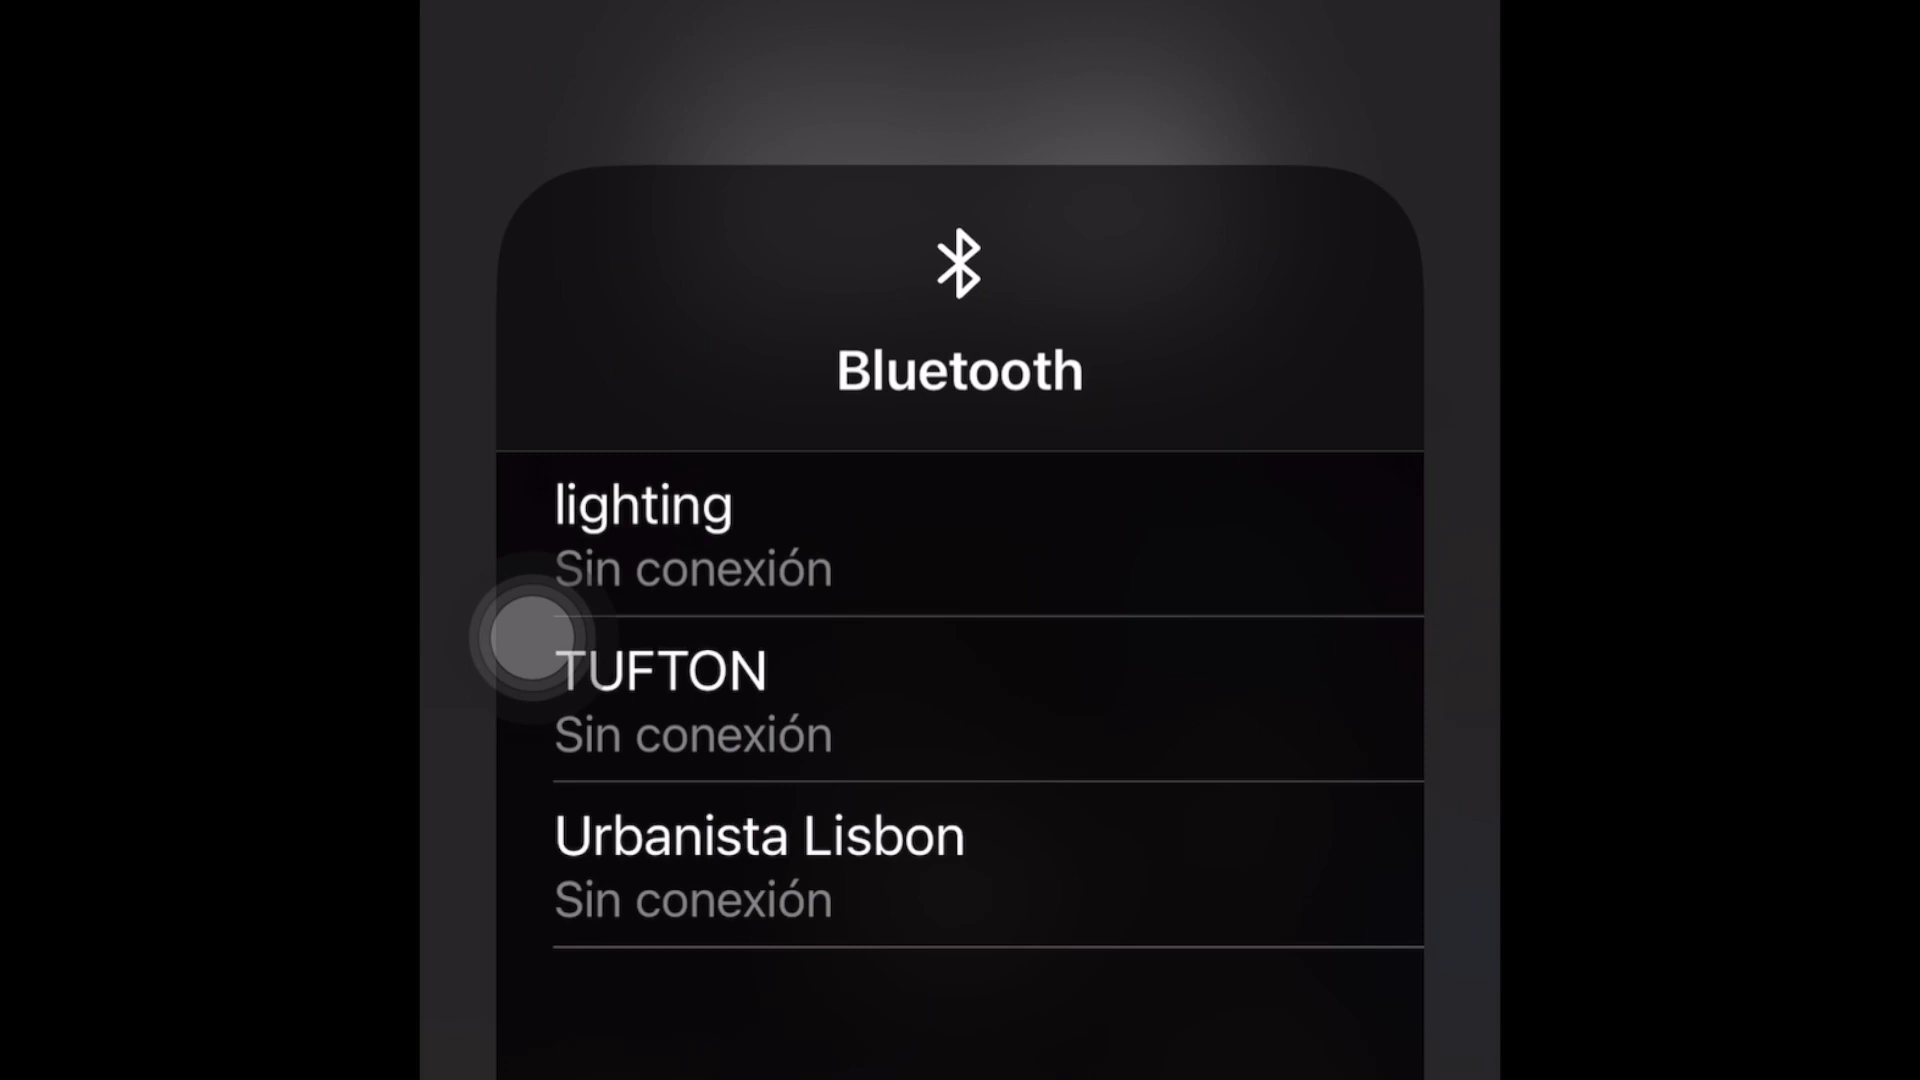 Bluetooth
lighting
Sin conexión
TUFTON
Sin conexión
Urbanista Lisbon
Sin conexión